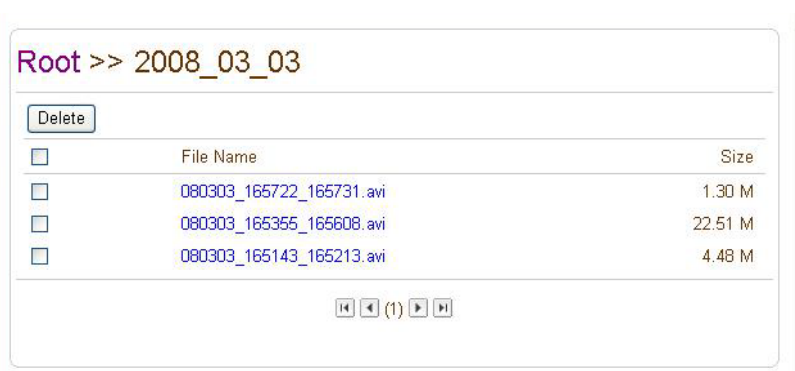 Root >> 2008_03_03
Delete
File Name Size
080303_165722_165731.avi 1.30 M
080303_165355_165608.avi 22.51 M
080303_165143_165213.avi 4.48 M
(1)